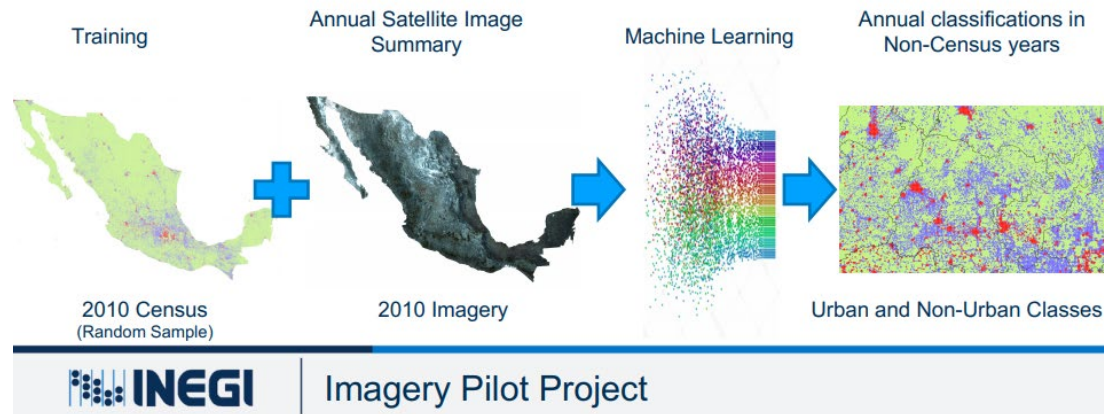 Training
Annual Satellite Image
Summary
Machine Learning
Annual classifications in
Non-Census years
2010 Census
(Random Sample)
2010 Imagery
Urban and Non-Urban Classes
INEGI
Imagery Pilot Project